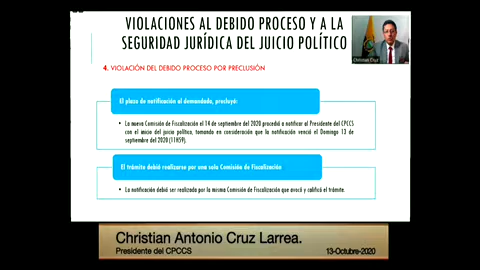 VIOLACIONES AL DEBIDO PROCESO Y A LA
SEGURIDAD JURÍDICA DEL JUICIO POLÍTICO
Christian Cruz
4. VIOLACIÓN DEL DEBIDO PROCESO POR PRECLUSIÓN
El plazo de notificación al demandado, precluyó:
• La nueva Comisión de Fiscalización el 14 de septiembre del 2020 procedió a notificar al Presidente del CPCCS
con el inicio del juicio político, tomando en consideración que la notificación venció el Domingo 13 de
septiembre del 2020 (11H59).
El trámite debió realizarse por una sola Comisión de Fiscalización
• La notificación debió ser realizada por la misma Comisión de Fiscalización que avocó y calificó el trámite.
Christian Antonio Cruz Larrea.
Presidente del CPCCS
13-Octubre-2020